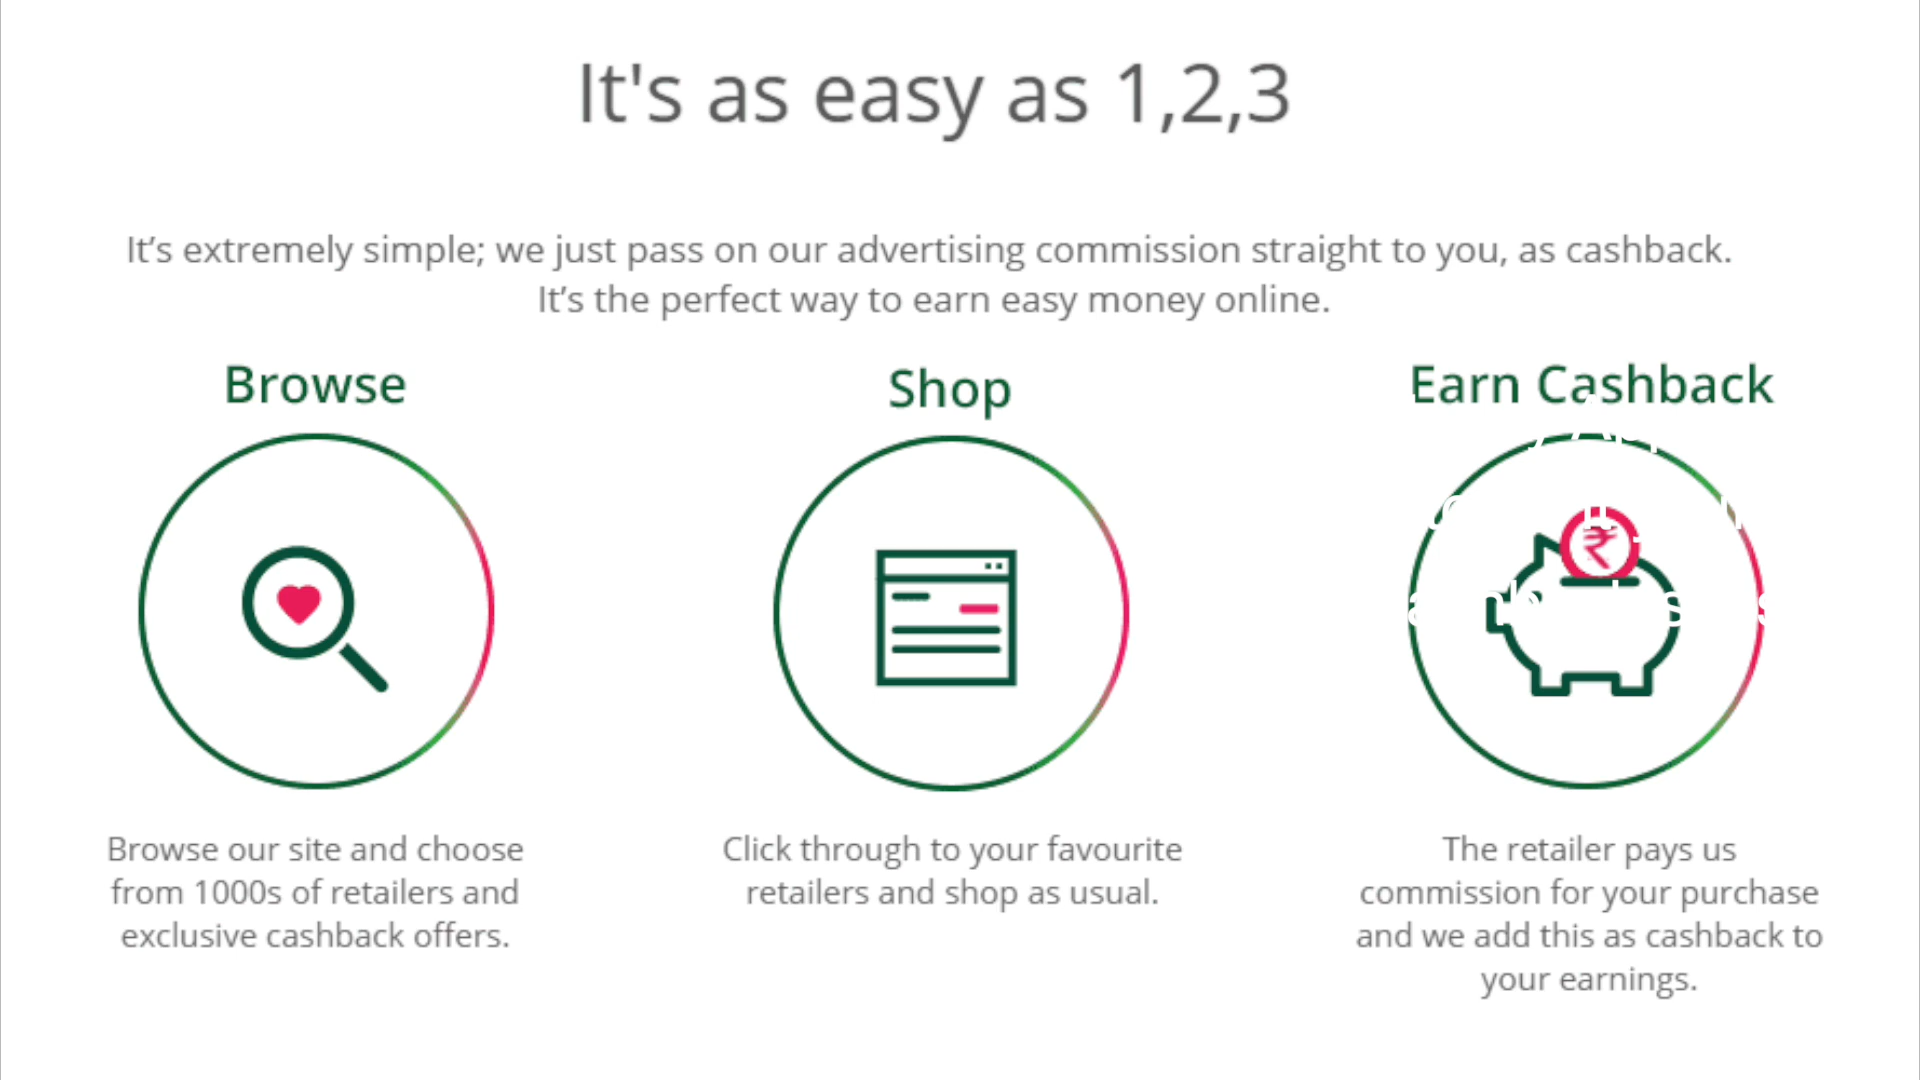 It's as easy as 1,2,3
It’s extremely simple; we just pass on our advertising commission straight to you, as cashback.
It’s the perfect way to earn easy money online.
Browse
Shop
Earn Cashback
₹
Browse our site and choose
from 1000s of retailers and
exclusive cashback offers.
Click through to your favourite
retailers and shop as usual.
The retailer pays us
commission for your purchase
and we add this as cashback to
your earnings.